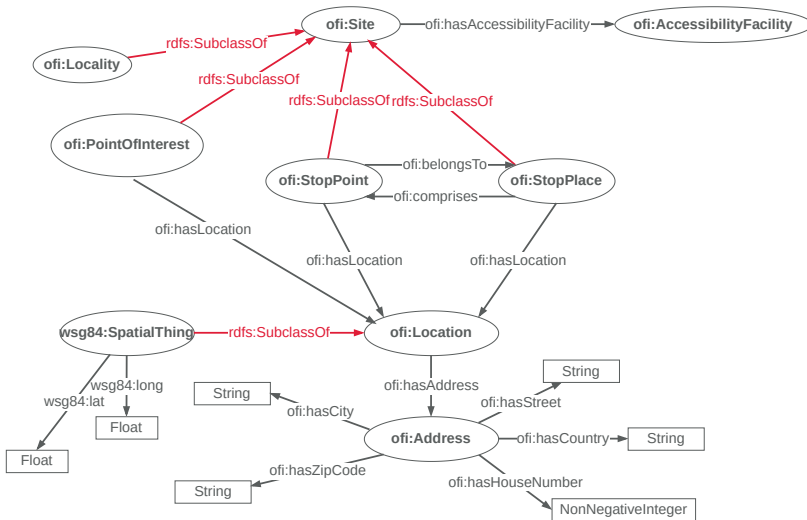 ofi:Site
ofi:hasAccessibilityFacility
ofi:AccessibilityFacility
rdfs:SubclassOf
ofi:Locality
rdfs:SubclassOf
rdfs:SubclassOf
rdfs:SubclassOf
ofi:PointOfInterest
ofi:belongsTo
ofi:StopPoint
ofi:StopPlace
ofi:comprises
ofi:hasLocation
ofi:hasLocation
ofi:hasLocation
wsg84:SpatialThing
rdfs:SubclassOf
ofi:Location
wsg84:long
wsg84:lat
ofi:hasAddress
String
String
ofi:hasStreet
ofi:hasCity
Float
Float
ofi:Address
ofi:hasCountry
String
ofi:hasZipCode
ofi:hasHouseNumber
String
NonNegativeInteger